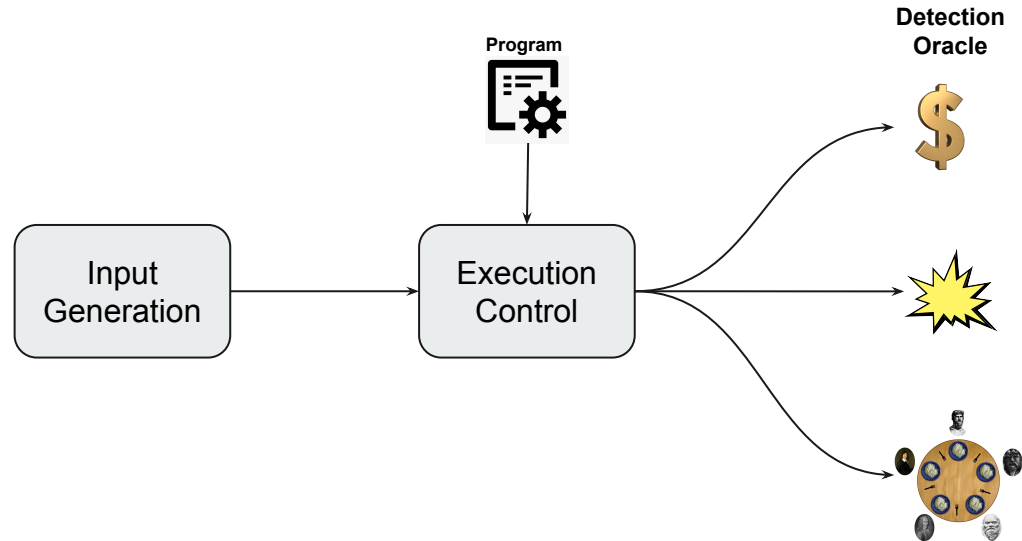 Detection
Oracle
Program
Input
Generation
Execution
Control